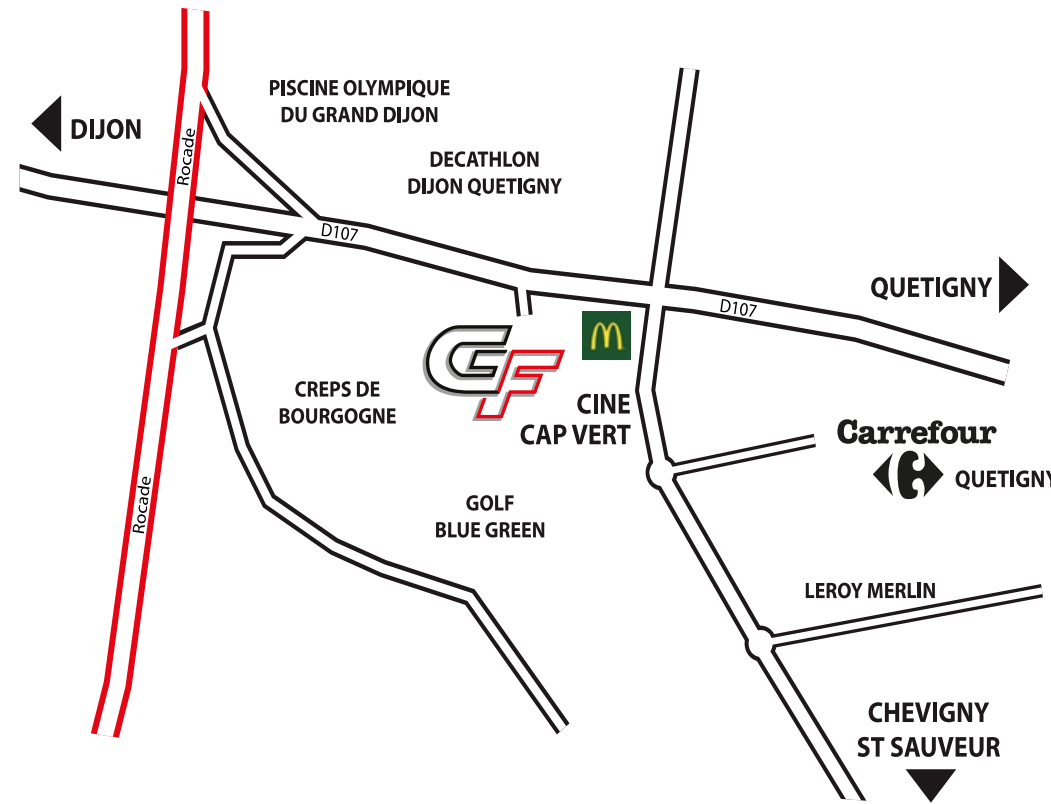 PISCINE OLYMPIQUE
DU GRAND DIJON
DIJON
Rocade
DECATHLON
DIJON QUETIGNY
D107
QUETIGNY
D107
GF
M
CREPS DE
BOURGOGNE
CINE
CAP VERT
Carrefour
QUETIGNY
Rocade
GOLF
BLUE GREEN
LEROY MERLIN
CHEVIGNY
ST SAUVEUR